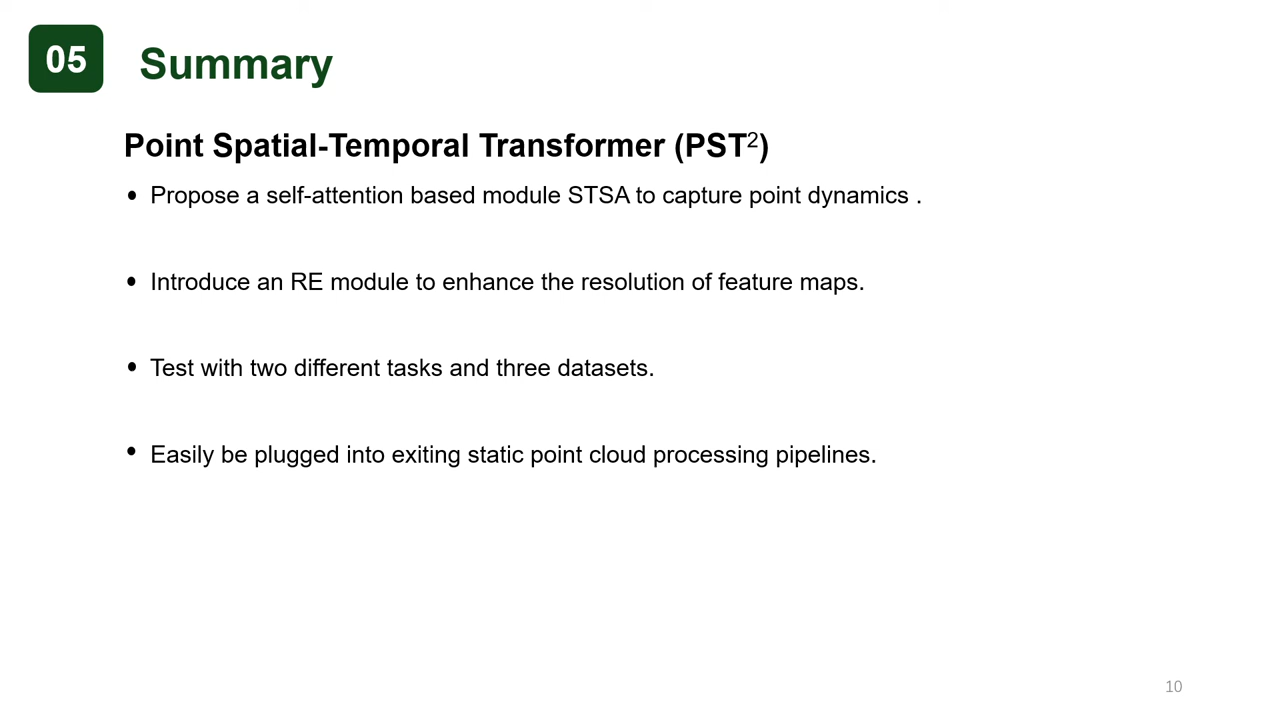 05
Summary
Point Spatial-Temporal Transformer (PST²)
• Propose a self-attention based module STSA to capture point dynamics .
• Introduce an RE module to enhance the resolution of feature maps.
• Test with two different tasks and three datasets.
• Easily be plugged into exiting static point cloud processing pipelines.
10